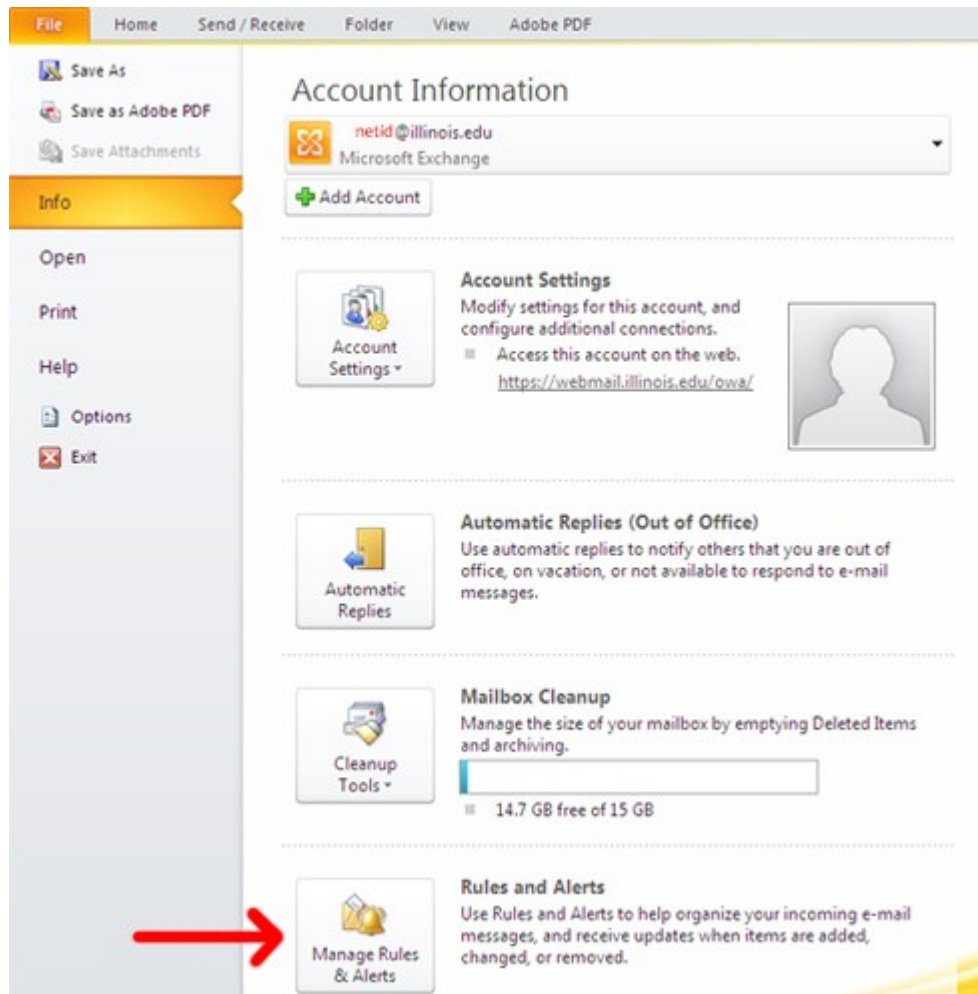 File Home Send / Receive Folder View Adobe PDF
Save As
Save as Adobe PDF
Save Attachments
Info
Open
Print
Help
Options
Exit
Account Information
netid@illinois.edu
Microsoft Exchange
Add Account
Account
Settings
Account Settings
Modify settings for this account, and
configure additional connections.
Access this account on the web.
https://webmail.illinois.edu/owa/
Automatic
Replies
Automatic Replies (Out of Office)
Use automatic replies to notify others that you are out of
office, on vacation, or not available to respond to e-mail
messages.
Cleanup
Tools
Mailbox Cleanup
Manage the size of your mailbox by emptying Deleted Items
and archiving.
14.7 GB free of 15 GB
Manage Rules
& Alerts
Rules and Alerts
Use Rules and Alerts to help organize your incoming e-mail
messages, and receive updates when items are added,
changed, or removed.